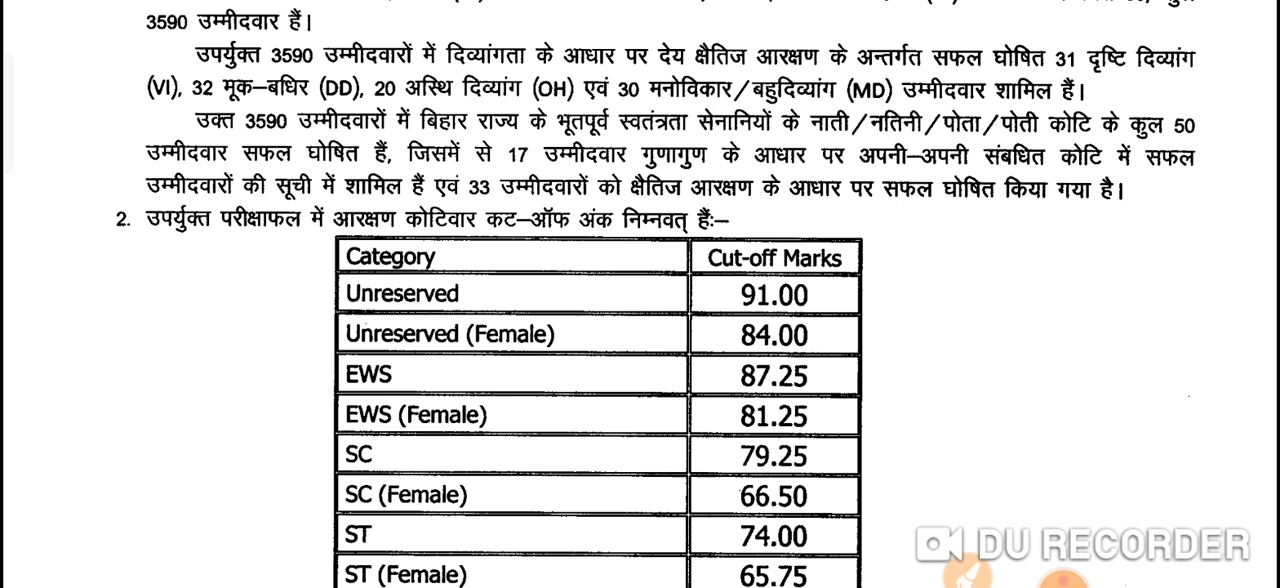 3590 उम्मीदवार हैं।
उपर्युक्त 3590 उम्मीदवारों में दिव्यांगता के आधार पर देय क्षैतिज आरक्षण के अन्तर्गत सफल घोषित 31 दृष्टि दिव्यांग
(VI), 32 मूक–बधिर (DD), 20 अस्थि दिव्यांग (OH) एवं 30 मनोविकार/बहुदिव्यांग (MD) उम्मीदवार शामिल हैं।
उक्त 3590 उम्मीदवारों में बिहार राज्य के भूतपूर्व स्वतंत्रता सेनानियों के नाती/नतिनी/पोता/पोती कोटि के कुल 50
उम्मीदवार सफल घोषित हैं, जिसमें से 17 उम्मीदवार गुणागुण के आधार पर अपनी–अपनी संबधित कोटि में सफल
उम्मीदवारों की सूची में शामिल हैं एवं 33 उम्मीदवारों को क्षैतिज आरक्षण के आधार पर सफल घोषित किया गया है।
2. उपर्युक्त परीक्षाफल में आरक्षण कोटिवार कट–ऑफ अंक निम्नवत् हैं:–
Category Cut-off Marks
Unreserved 91.00
Unreserved (Female) 84.00
EWS 87.25
EWS (Female) 81.25
SC 79.25
SC (Female) 66.50
ST 74.00
ST (Female) 65.75
DU RECORDER